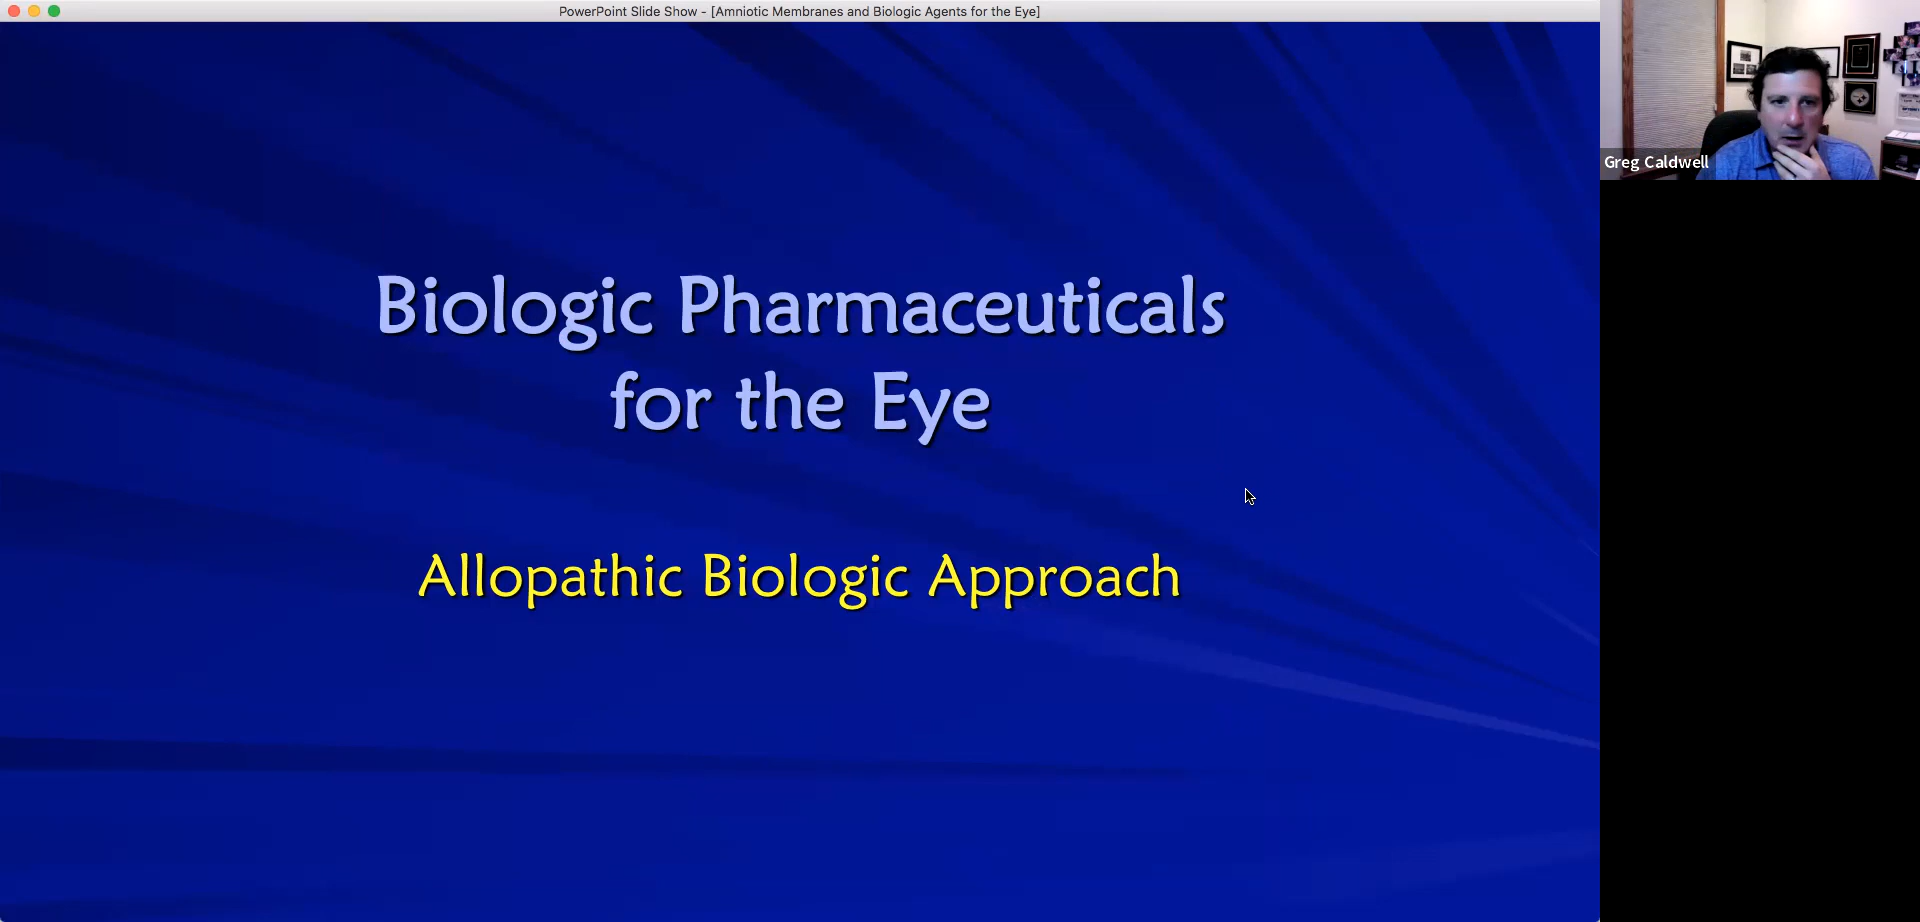 PowerPoint Slide Show - [Amniotic Membranes and Biologic Agents for the Eye]
Biologic Pharmaceuticals
for the Eye
Allopathic Biologic Approach
Greg Caldwell